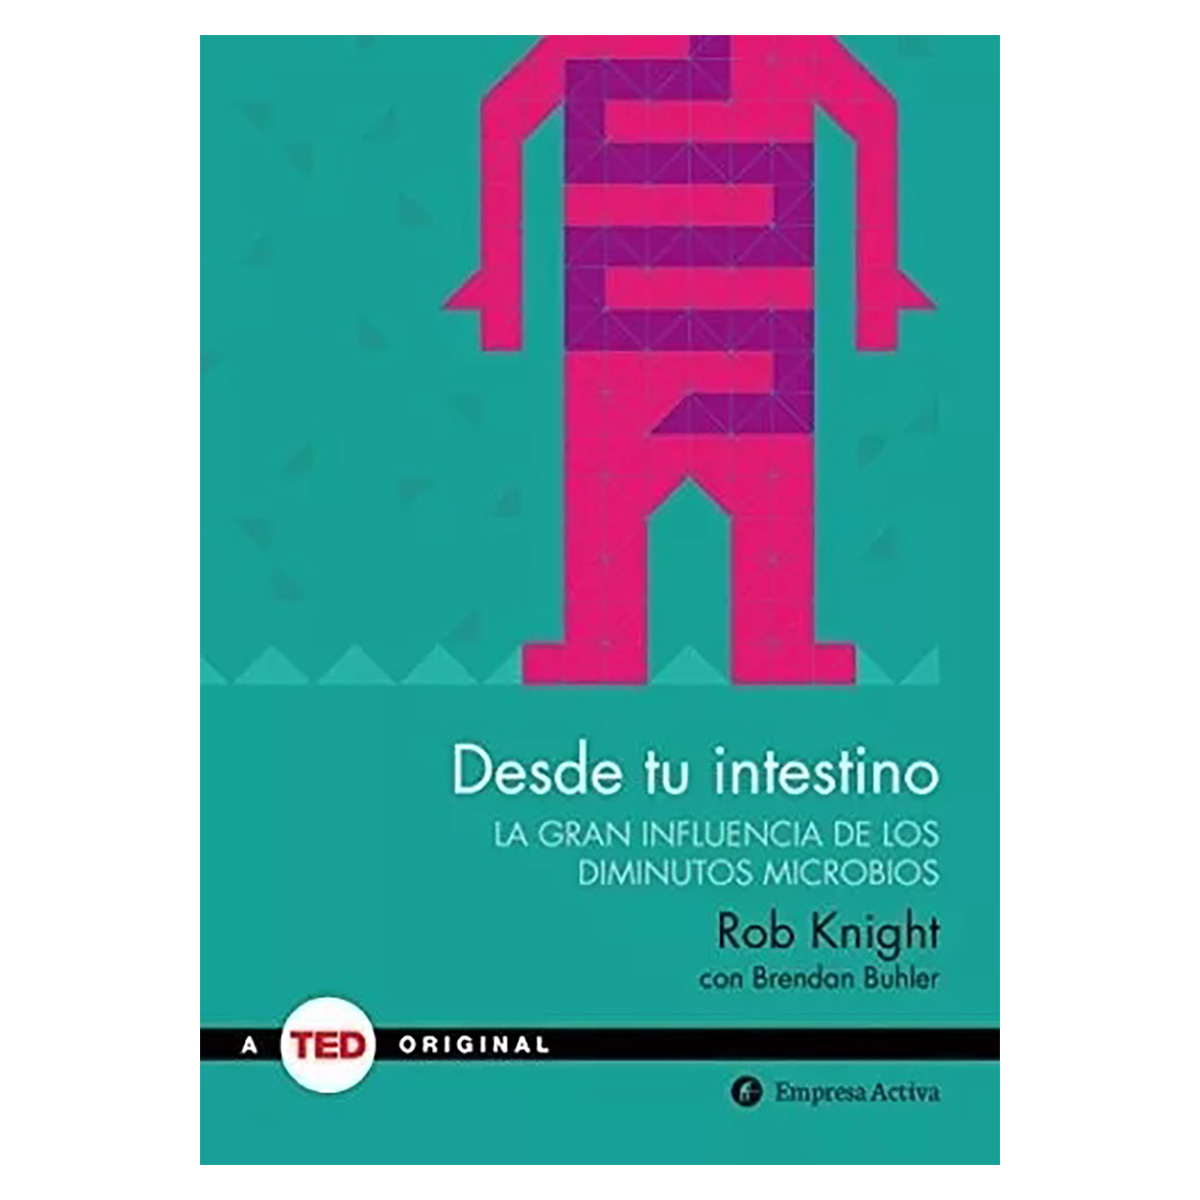 Desde tu intestino
LA GRAN INFLUENCIA DE LOS
DIMINUTOS MICROBIOS
Rob Knight
con Brendan Buhler
A TED ORIGINAL
Empresa Activa